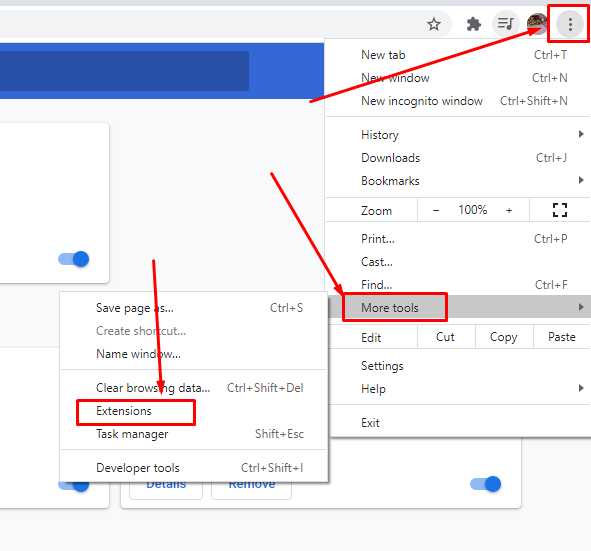 New tab Ctrl+T
New window Ctrl+N
New incognito window Ctrl+Shift+N
History
Downloads Ctrl+J
Bookmarks
Zoom − 100% +
Print... Ctrl+P
Cast...
Find... Ctrl+F
More tools
Edit Cut Copy Paste
Settings
Help
Exit
Save page as... Ctrl+S
Create shortcut...
Name window...
Clear browsing data... Ctrl+Shift+Del
Extensions
Task manager Shift+Esc
Developer tools Ctrl+Shift+I
Details Remove